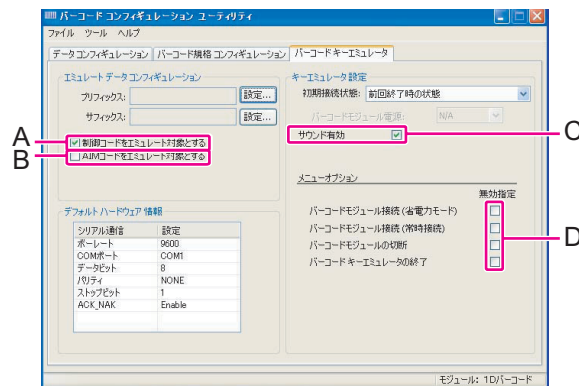 バーコード コンフィギュレーション ユーティリティ
ファイル ツール ヘルプ
データコンフィギュレーション バーコード規格コンフィギュレーション バーコードキーエミュレータ
エミュレートデータコンフィギュレーション
プリフィックス: 設定...
サフィックス: 設定...
A
制御コードをエミュレート対象とする
B
AIMコードをエミュレート対象とする
デフォルト ハードウェア情報
シリアル通信 設定
ボーレート 9600
COMポート COM1
データビット 8
パリティ NONE
ストップビット 1
ACK_NAK Enable
キーエミュレータ設定
初期接続状態: 前回終了時の状態
バーコードモジュール電源: N/A
サウンド有効
C
メニューオプション
無効指定
バーコードモジュール接続(省電力モード)
バーコードモジュール接続(常時接続)
バーコードモジュールの切断
バーコードキーエミュレータの終了
D
モジュール: 1Dバーコード